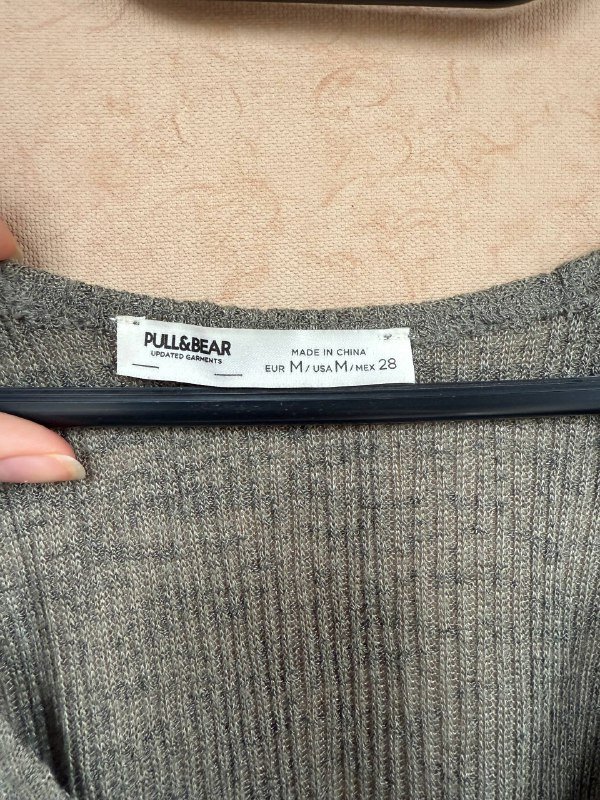 PULL&BEAR
UPDATED GARMENTS
MADE IN CHINA
EUR M/USA M/MEX 28